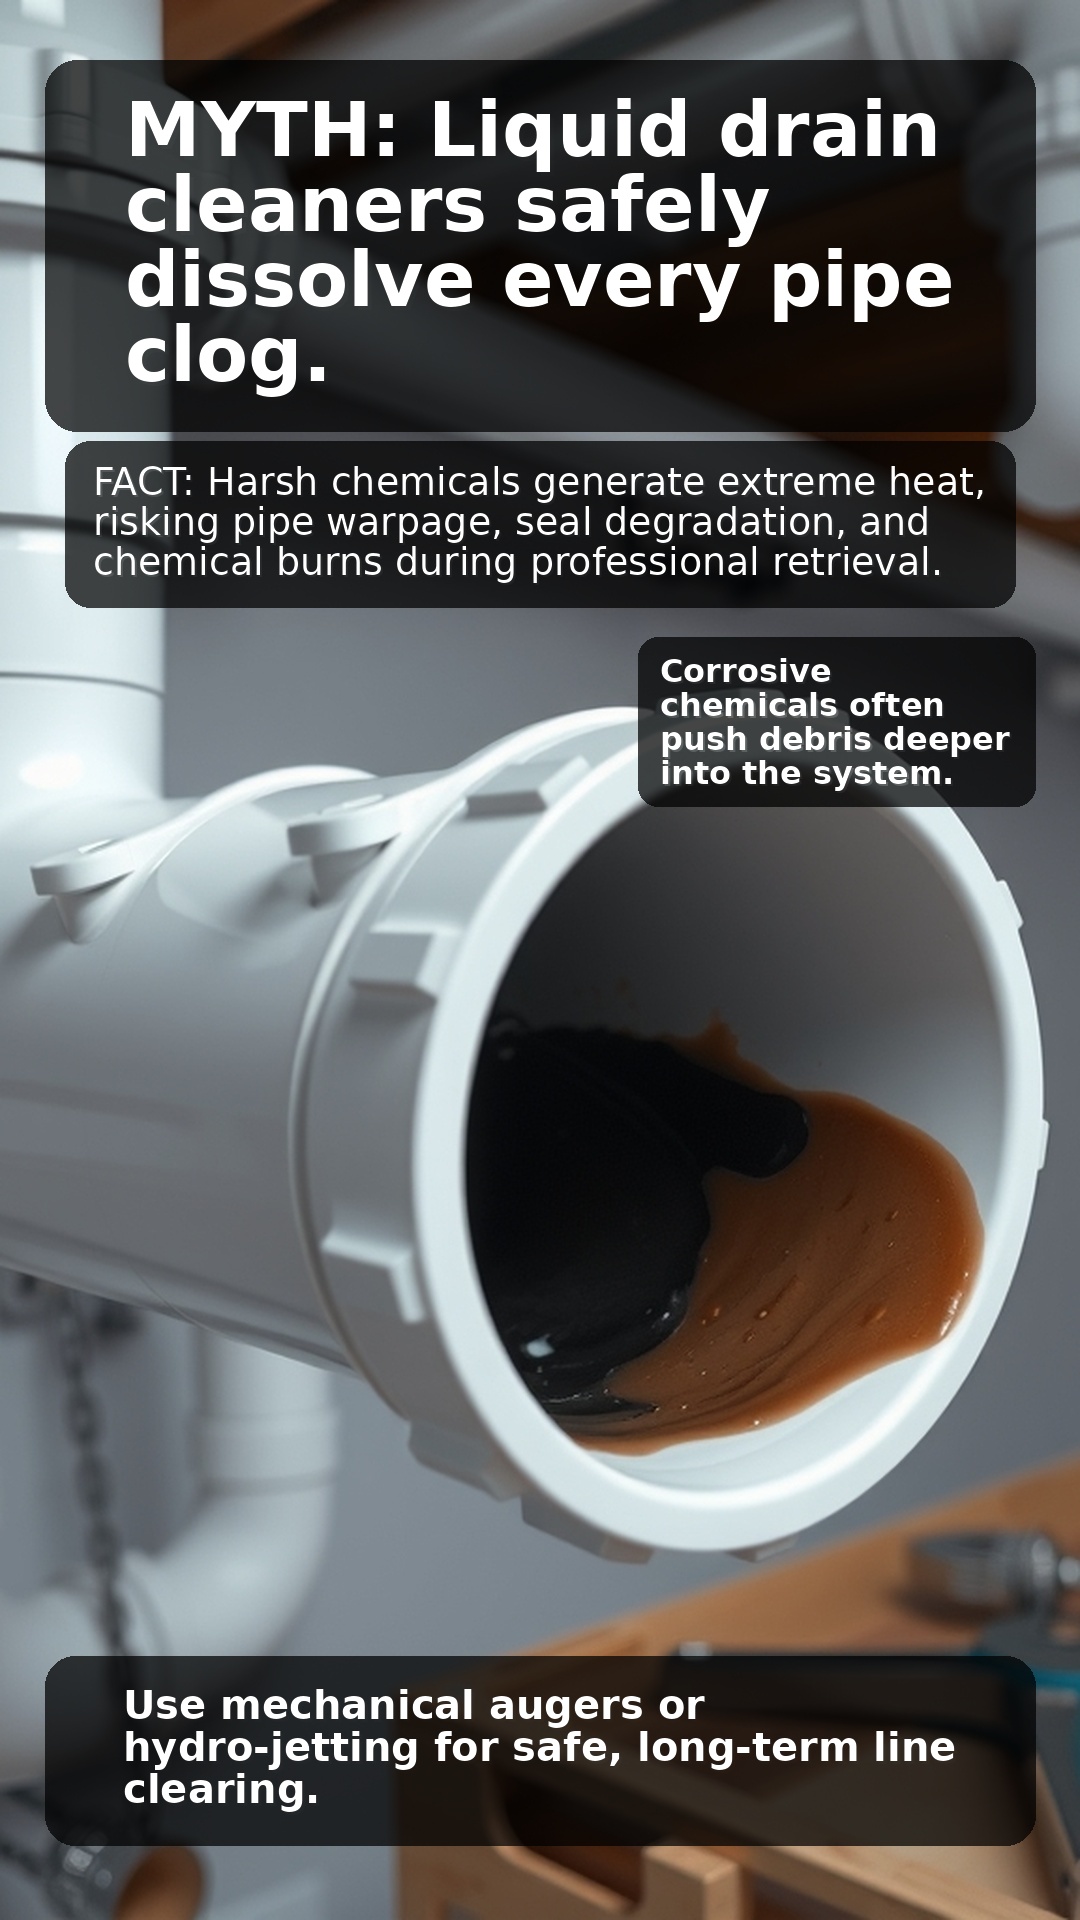 MYTH: Liquid drain
cleaners safely
dissolve every pipe
clog.
FACT: Harsh chemicals generate extreme heat,
risking pipe warpage, seal degradation, and
chemical burns during professional retrieval.
Corrosive
chemicals often
push debris deeper
into the system.
Use mechanical augers or
hydro-jetting for safe, long-term line
clearing.